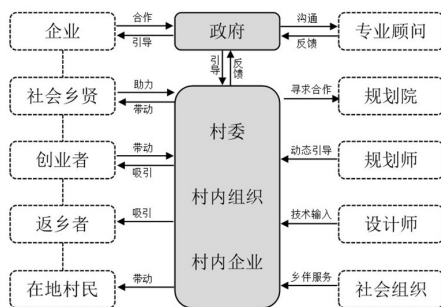 企业
合作
引导
政府
沟通
反馈
专业顾问
引导
反馈
社会乡贤
助力
带动
寻求合作
规划院
村委
创业者
带动
吸引
动态引导
规划师
村内组织
返乡者
吸引
技术输入
设计师
村内企业
在地村民
带动
乡伴服务
社会组织